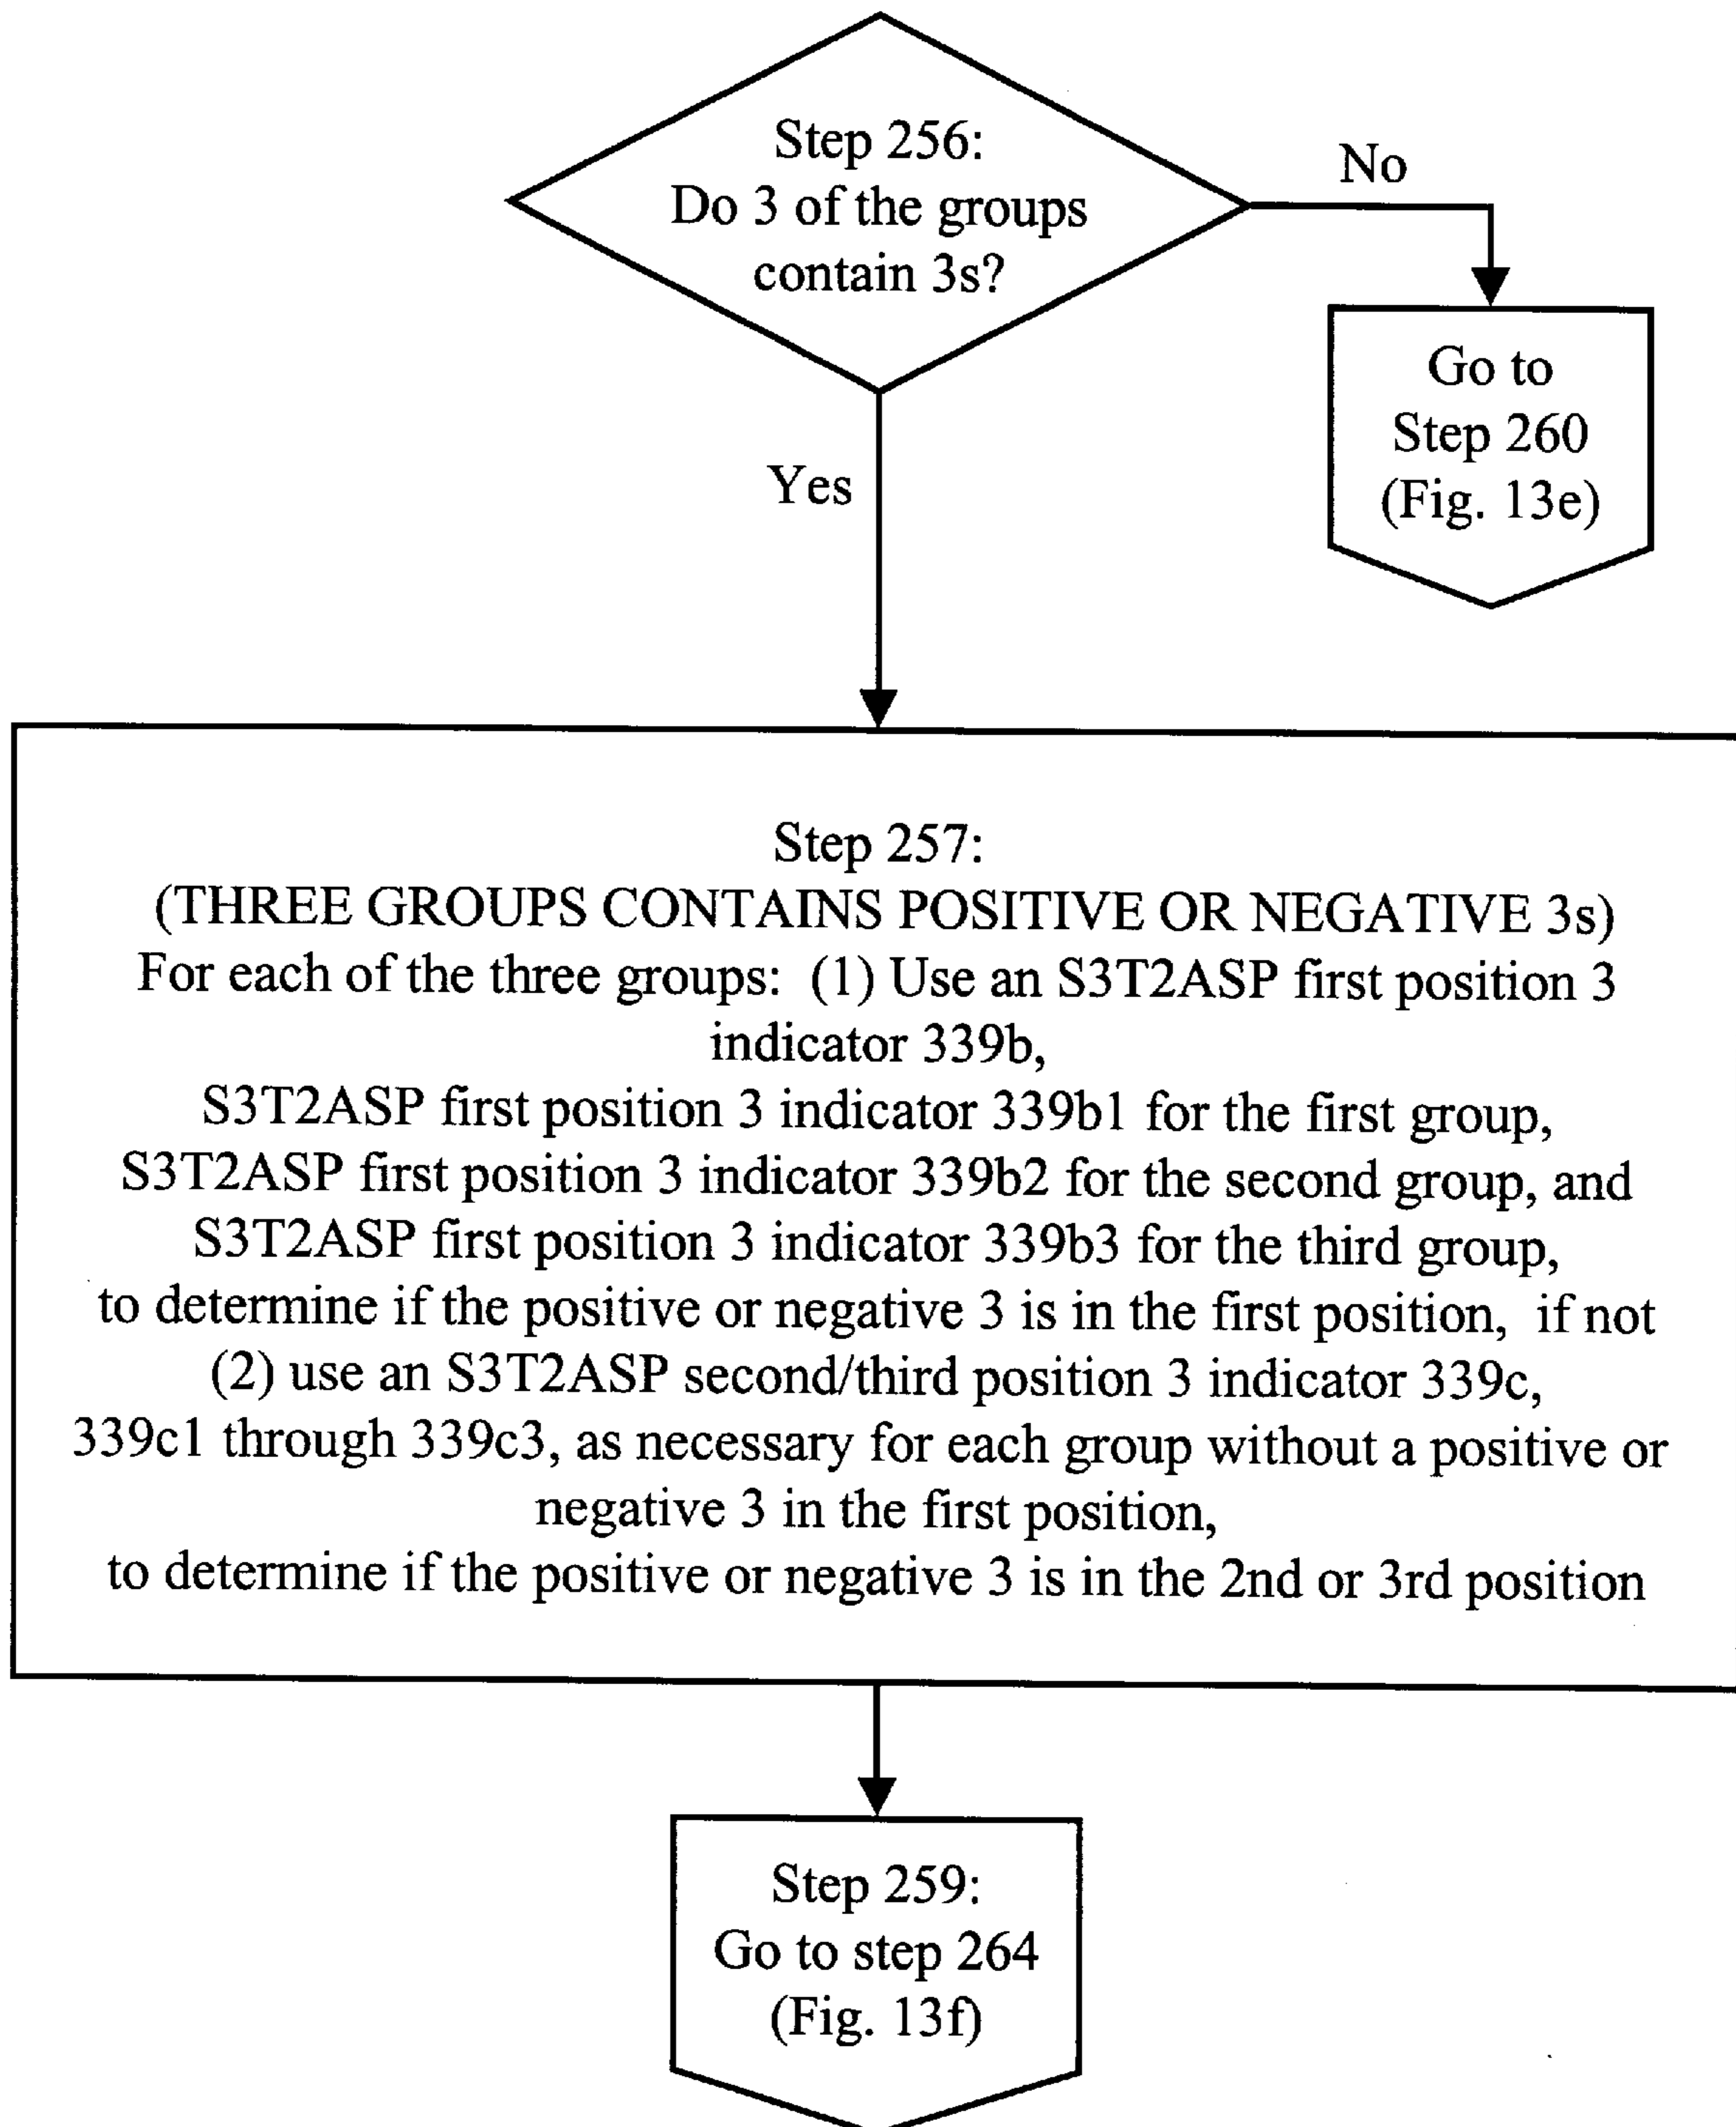 Step 256:
Do 3 of the groups
contain 3s?
No
Go to
Step 260
(Fig. 13e)
Yes
Step 257:
(THREE GROUPS CONTAINS POSITIVE OR NEGATIVE 3s)
For each of the three groups: (1) Use an S3T2ASP first position 3
indicator 339b,
S3T2ASP first position 3 indicator 339b1 for the first group,
S3T2ASP first position 3 indicator 339b2 for the second group, and
S3T2ASP first position 3 indicator 339b3 for the third group,
to determine if the positive or negative 3 is in the first position, if not
(2) use an S3T2ASP second/third position 3 indicator 339c,
339c1 through 339c3, as necessary for each group without a positive or
negative 3 in the first position,
to determine if the positive or negative 3 is in the 2nd or 3rd position
Step 259:
Go to step 264
(Fig. 13f)